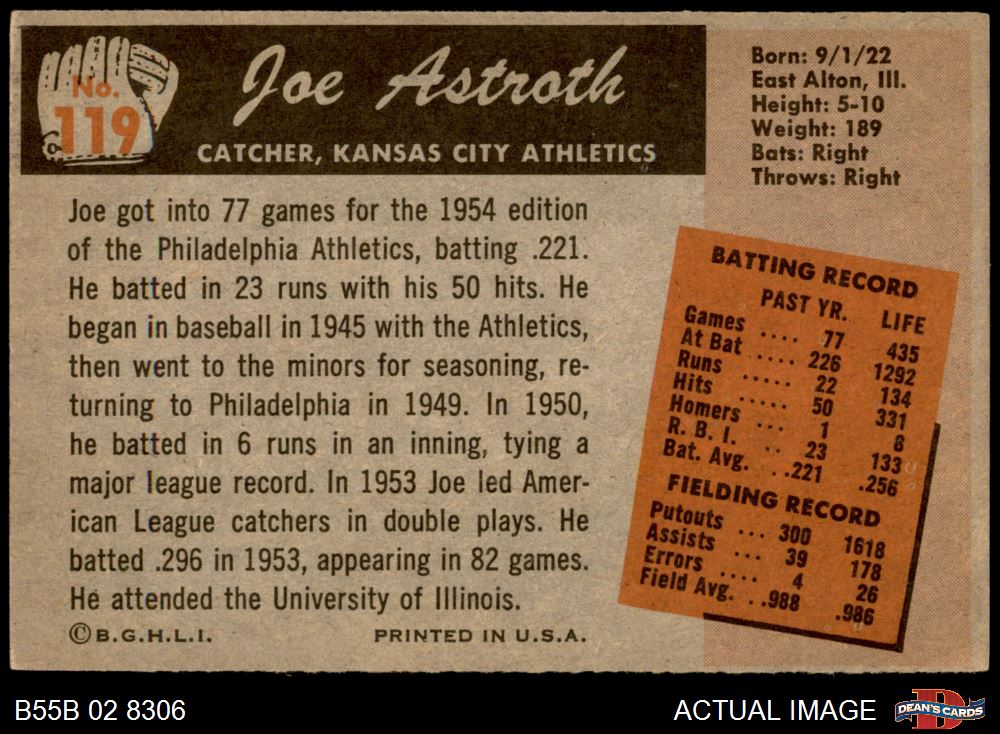 No.
119
Joe Astroth
CATCHER, KANSAS CITY ATHLETICS
Born: 9/1/22
East Alton, Ill.
Height: 5-10
Weight: 189
Bats: Right
Throws: Right
Joe got into 77 games for the 1954 edition
of the Philadelphia Athletics, batting .221.
He batted in 23 runs with his 50 hits. He
began in baseball in 1945 with the Athletics,
then went to the minors for seasoning, re-
turning to Philadelphia in 1949. In 1950,
he batted in 6 runs in an inning, tying a
major league record. In 1953 Joe led Amer-
ican League catchers in double plays. He
batted .296 in 1953, appearing in 82 games.
He attended the University of Illinois.
©B.G.H.L.I. PRINTED IN U.S.A.
BATTING RECORD
PAST YR. LIFE
Games .... 77 435
At Bat .... 226 1292
Runs ..... 22 134
Hits ..... 50 331
Homers ... 1 8
R. B. I. .. 23 133
Bat. Avg. ..221 .256
FIELDING RECORD
Putouts ... 300 1618
Assists ... 39 178
Errors .... 4 26
Field Avg. ..988 .986
B55B 02 8306
ACTUAL IMAGE
DEAN'S CARDS